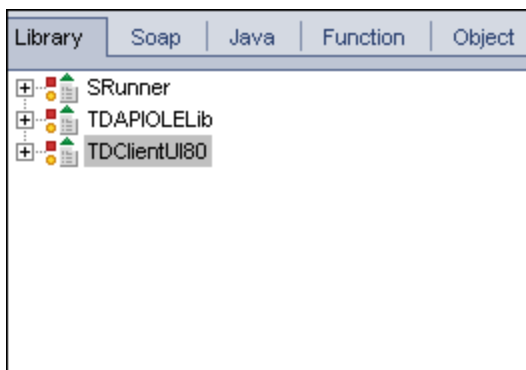 Library Soap Java Function Object
SRunner
TDAPIOLELib
TDClientUI80